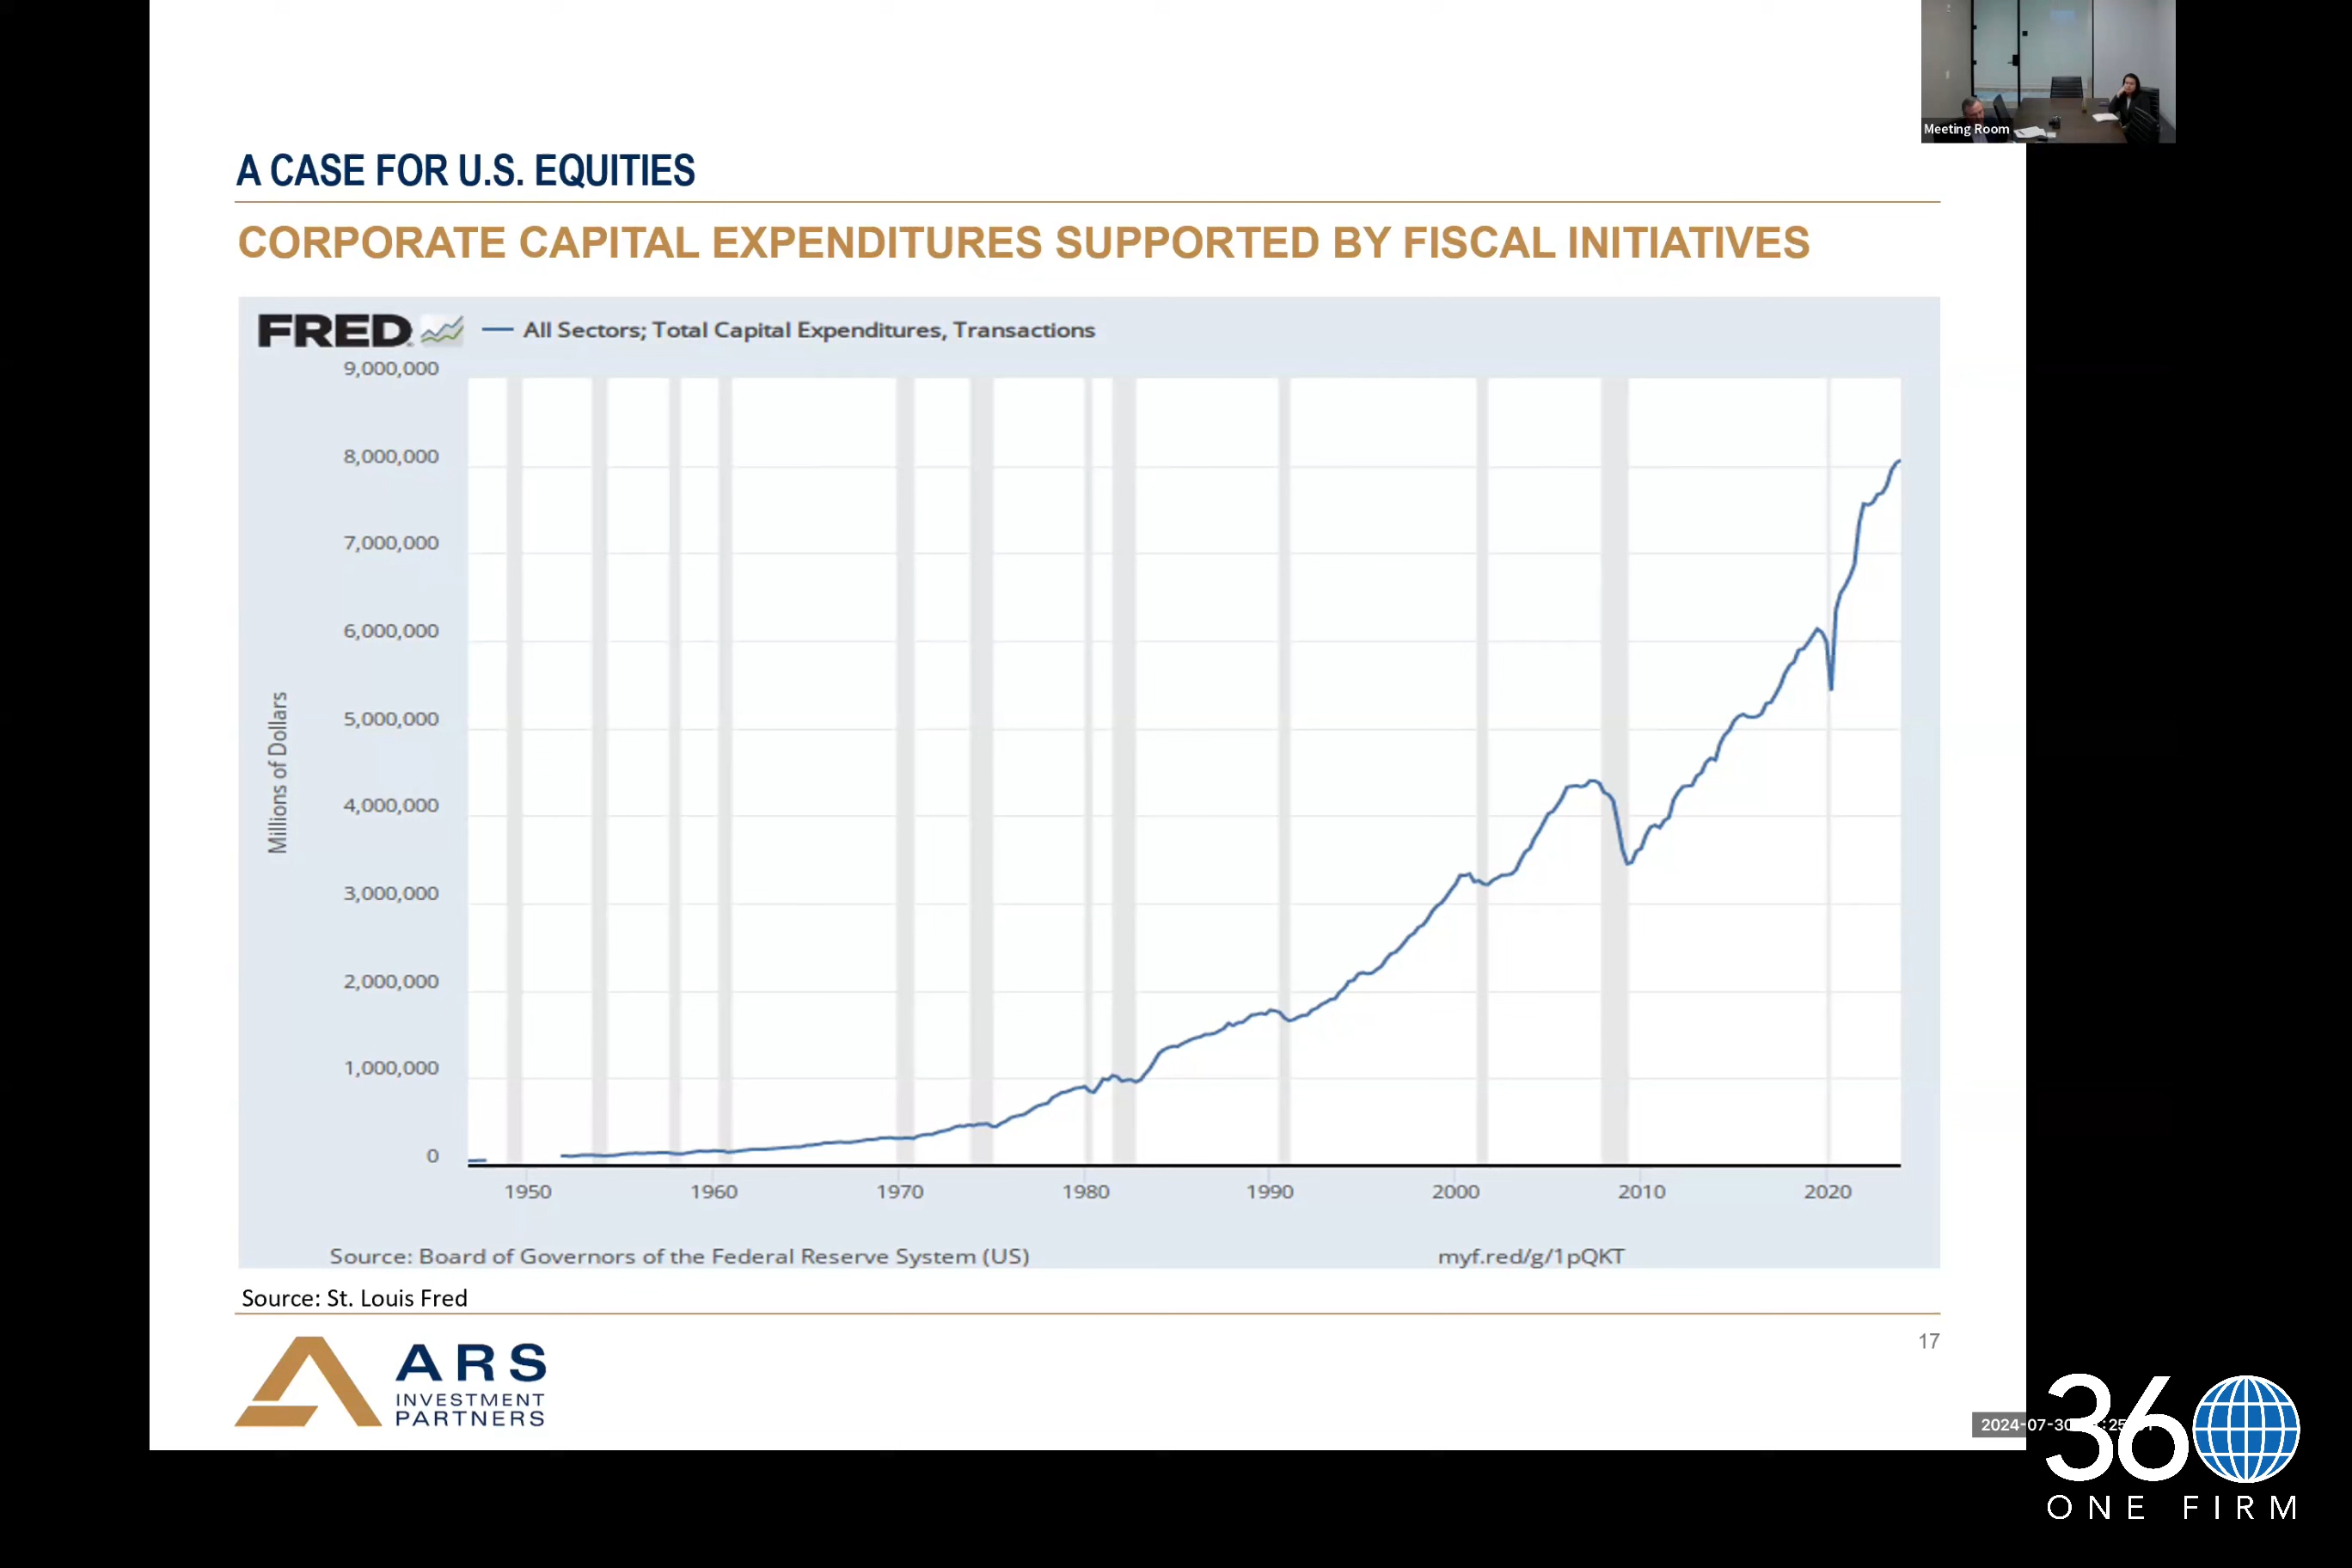 Meeting Room
A CASE FOR U.S. EQUITIES
CORPORATE CAPITAL EXPENDITURES SUPPORTED BY FISCAL INITIATIVES
FRED — All Sectors; Total Capital Expenditures, Transactions
9,000,000
8,000,000
7,000,000
6,000,000
5,000,000
4,000,000
3,000,000
2,000,000
1,000,000
0
Millions of Dollars
1950 1960 1970 1980 1990 2000 2010 2020
Source: Board of Governors of the Federal Reserve System (US) myf.red/g/1pQKT
Source: St. Louis Fred
17
ARS
INVESTMENT
PARTNERS
2024-07-30
360
ONE FIRM